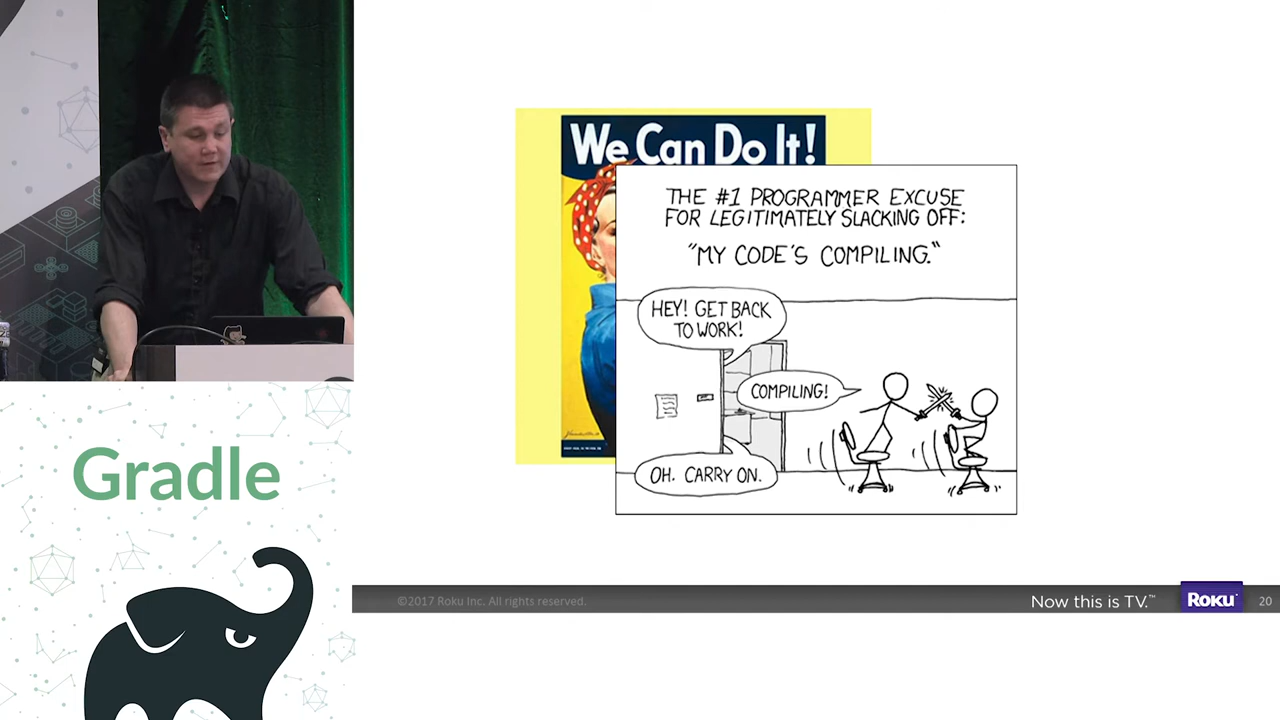 We Can Do It!
THE #1 PROGRAMMER EXCUSE
FOR LEGITIMATELY SLACKING OFF:
"MY CODE'S COMPILING."
HEY! GET BACK
TO WORK!
COMPILING!
OH. CARRY ON.
Gradle
©2017 Roku Inc. All rights reserved.
Now this is TV.™
ROKU
20